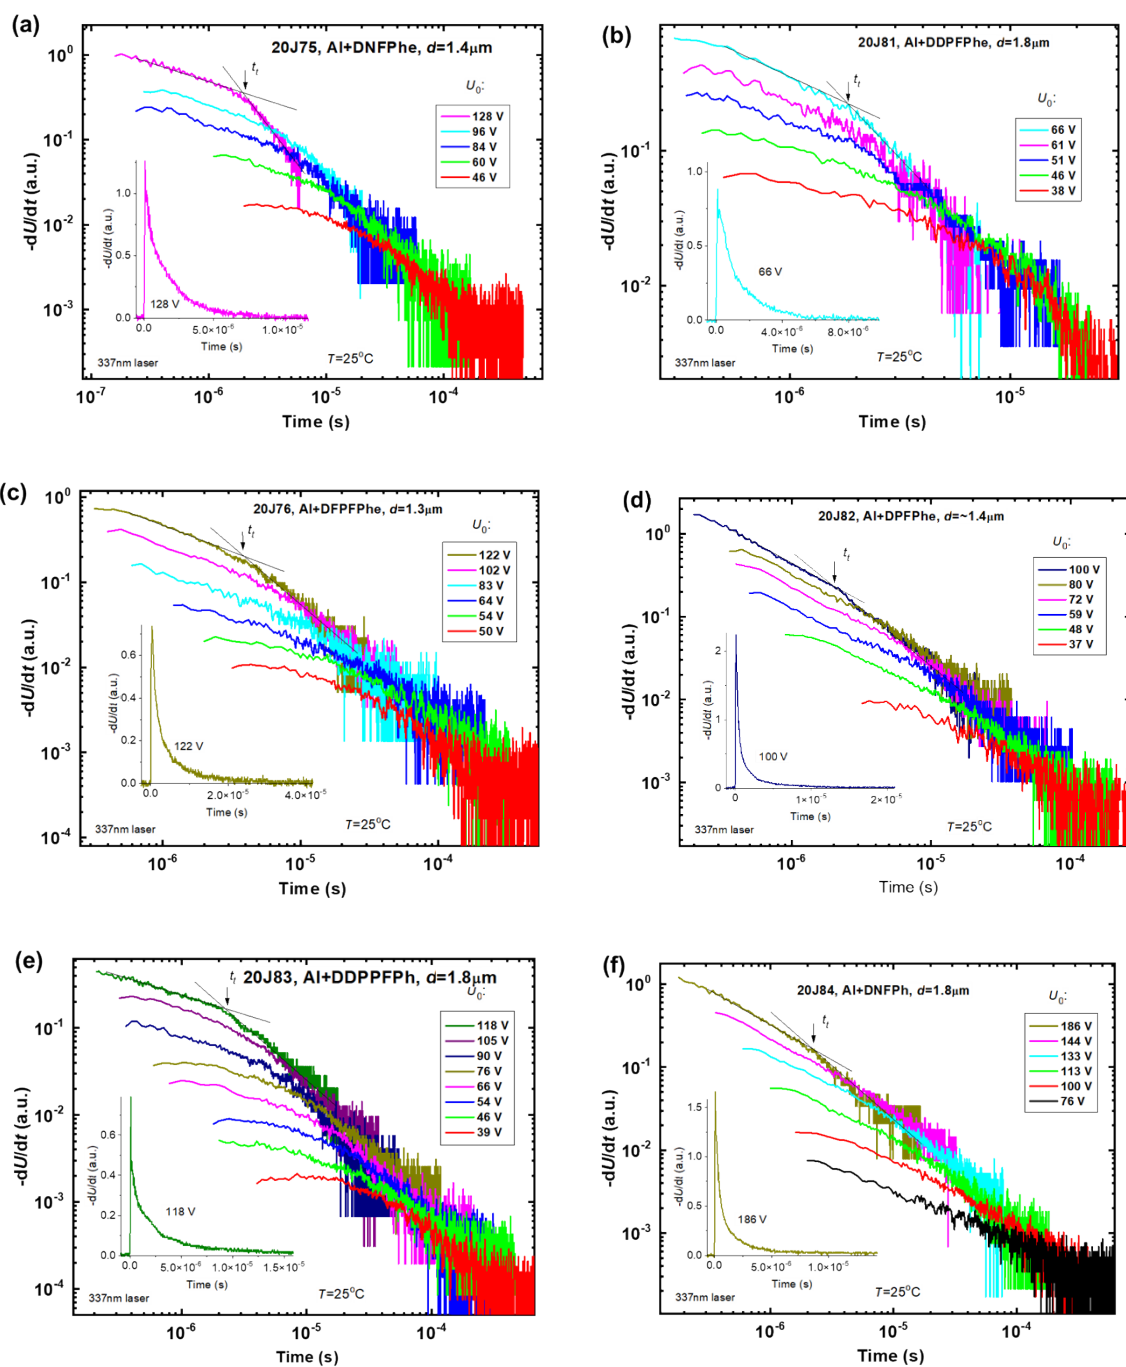 (a)
20J75, Al+DNFPhe, d=1.4μm
-dU/dt (a.u.)
10⁰
10⁻¹
10⁻²
10⁻³
tₜ
U₀:
128 V
96 V
84 V
60 V
46 V
-dU/dt (a.u.)
1.0
0.5
0.0
128 V
0.0 5.0×10⁻⁶ 1.0×10⁻⁵
Time (s)
337nm laser
T=25°C
10⁻⁷ 10⁻⁶ 10⁻⁵ 10⁻⁴
Time (s)
(b)
20J81, Al+DDPFPhe, d=1.8μm
-dU/dt (a.u.)
10⁻¹
10⁻²
tₜ
U₀:
66 V
61 V
51 V
46 V
38 V
-dU/dt (a.u.)
1.0
0.5
0.0
66 V
0.0 4.0×10⁻⁶ 8.0×10⁻⁶
Time (s)
337nm laser
T=25°C
10⁻⁶ 10⁻⁵
Time (s)
(c)
20J76, Al+DFPFPhe, d=1.3μm
-dU/dt (a.u.)
10⁰
10⁻¹
10⁻²
10⁻³
10⁻⁴
tₜ
U₀:
122 V
102 V
83 V
64 V
54 V
50 V
-dU/dt (a.u.)
0.6
0.4
0.2
0.0
122 V
0.0 2.0×10⁻⁵ 4.0×10⁻⁵
Time (s)
337nm laser
T=25°C
10⁻⁶ 10⁻⁵ 10⁻⁴
Time (s)
(d)
20J82, Al+DPFPhe, d=~1.4μm
-dU/dt (a.u.)
10⁰
10⁻¹
10⁻²
10⁻³
tₜ
U₀:
100 V
80 V
72 V
59 V
48 V
37 V
-dU/dt (a.u.)
2
1
0
100 V
0 1×10⁻⁵ 2×10⁻⁵
Time (s)
337nm laser
T=25°C
10⁻⁶ 10⁻⁵ 10⁻⁴
Time (s)
(e)
20J83, Al+DDPPFPh, d=1.8μm
-dU/dt (a.u.)
10⁻¹
10⁻²
10⁻³
10⁻⁴
tₜ
U₀:
118 V
105 V
90 V
76 V
66 V
54 V
46 V
39 V
-dU/dt (a.u.)
0.6
0.4
0.2
0.0
118 V
0.0 5.0×10⁻⁶ 1.0×10⁻⁵ 1.5×10⁻⁵
Time (s)
337nm laser
T=25°C
10⁻⁶ 10⁻⁵ 10⁻⁴
Time (s)
(f)
20J84, Al+DNFPh, d=1.8μm
-dU/dt (a.u.)
10⁰
10⁻¹
10⁻²
10⁻³
tₜ
U₀:
186 V
144 V
133 V
113 V
100 V
76 V
-dU/dt (a.u.)
1.5
1.0
0.5
0.0
186 V
0.0 5.0×10⁻⁶ 1.0×10⁻⁵
Time (s)
337nm laser
T=25°C
10⁻⁶ 10⁻⁵ 10⁻⁴
Time (s)